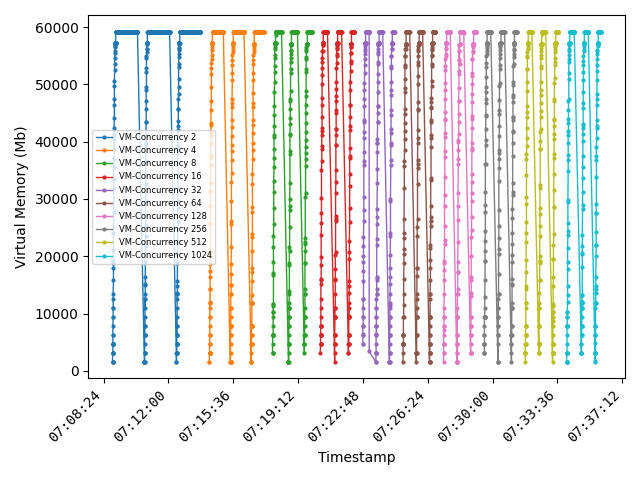 Virtual Memory (Mb)
60000
50000
40000
30000
20000
10000
0
VM-Concurrency 2
VM-Concurrency 4
VM-Concurrency 8
VM-Concurrency 16
VM-Concurrency 32
VM-Concurrency 64
VM-Concurrency 128
VM-Concurrency 256
VM-Concurrency 512
VM-Concurrency 1024
07:08:24
07:12:00
07:15:36
07:19:12
07:22:48
07:26:24
07:30:00
07:33:36
07:37:12
Timestamp